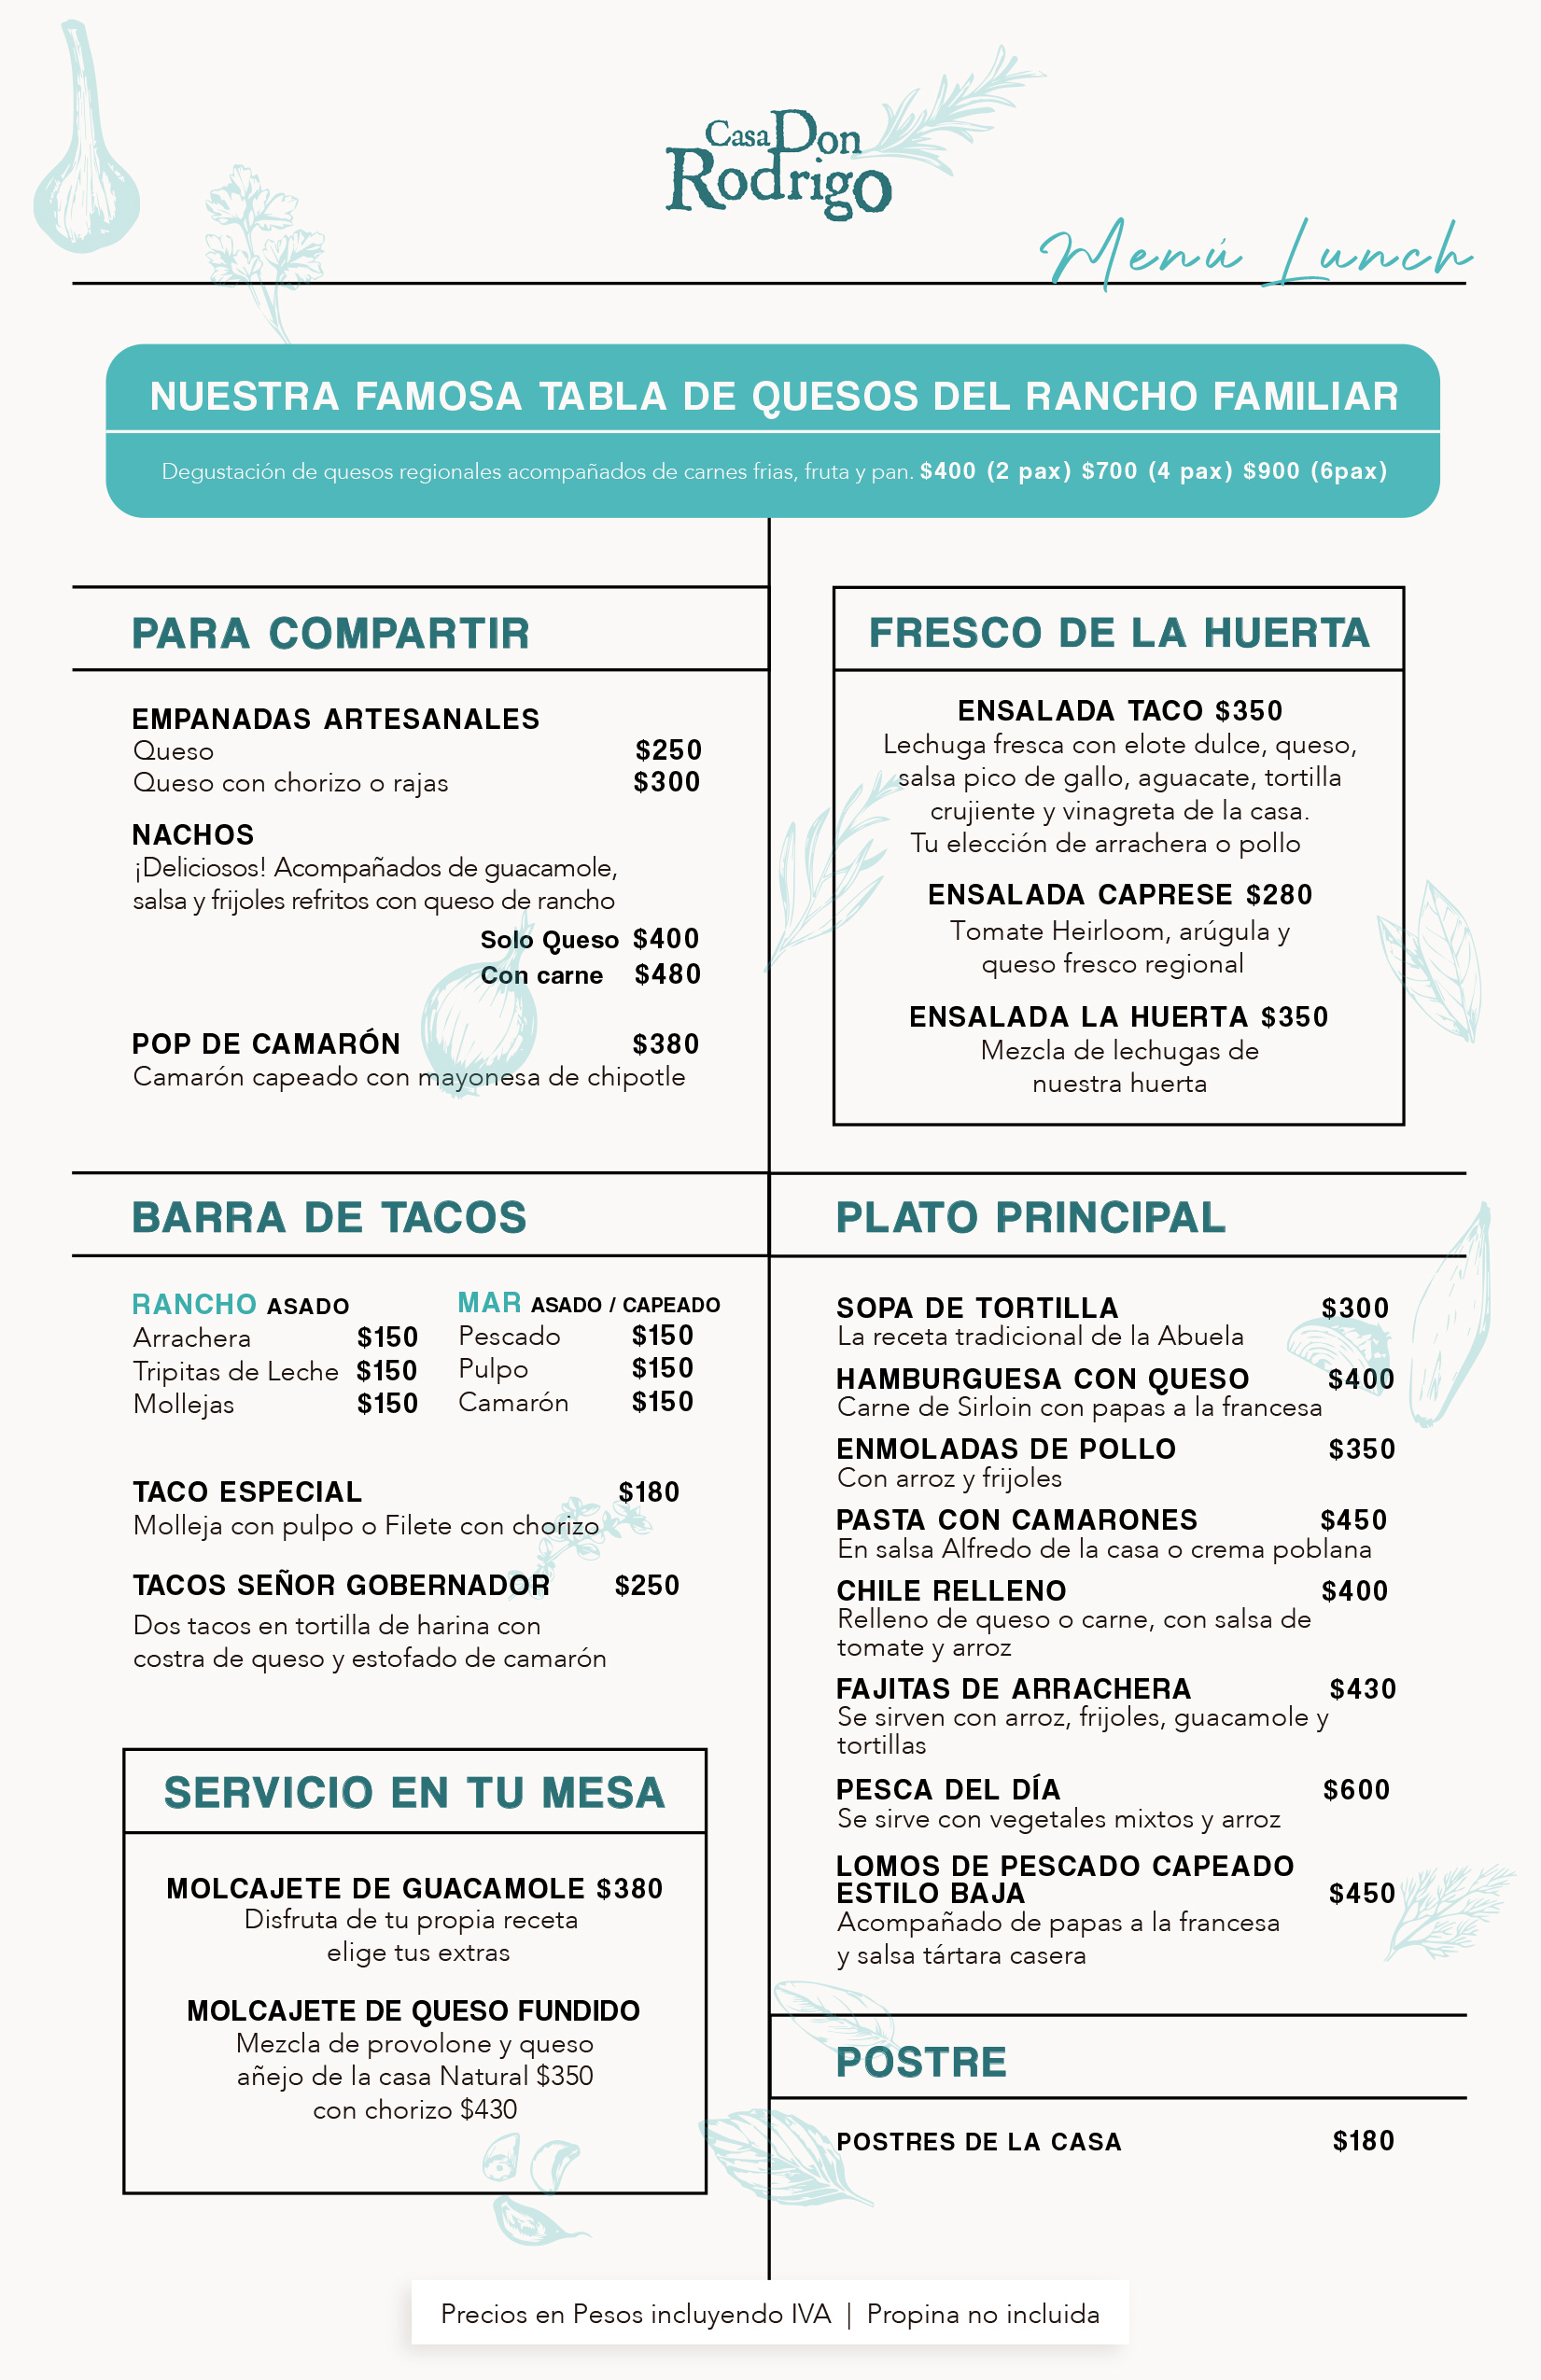 Casa Don
Rodrigo
Menú Lunch
NUESTRA FAMOSA TABLA DE QUESOS DEL RANCHO FAMILIAR
Degustación de quesos regionales acompañados de carnes frias, fruta y pan. $400 (2 pax) $700 (4 pax) $900 (6pax)
PARA COMPARTIR
EMPANADAS ARTESANALES
Queso $250
Queso con chorizo o rajas $300
NACHOS
¡Deliciosos! Acompañados de guacamole,
salsa y frijoles refritos con queso de rancho
Solo Queso $400
Con carne $480
POP DE CAMARÓN $380
Camarón capeado con mayonesa de chipotle
FRESCO DE LA HUERTA
ENSALADA TACO $350
Lechuga fresca con elote dulce, queso,
salsa pico de gallo, aguacate, tortilla
crujiente y vinagreta de la casa.
Tu elección de arrachera o pollo
ENSALADA CAPRESE $280
Tomate Heirloom, arúgula y
queso fresco regional
ENSALADA LA HUERTA $350
Mezcla de lechugas de
nuestra huerta
BARRA DE TACOS
RANCHO ASADO
Arrachera $150
Tripitas de Leche $150
Mollejas $150
MAR ASADO / CAPEADO
Pescado $150
Pulpo $150
Camarón $150
TACO ESPECIAL $180
Molleja con pulpo o Filete con chorizo
TACOS SEÑOR GOBERNADOR $250
Dos tacos en tortilla de harina con
costra de queso y estofado de camarón
SERVICIO EN TU MESA
MOLCAJETE DE GUACAMOLE $380
Disfruta de tu propia receta
elige tus extras
MOLCAJETE DE QUESO FUNDIDO
Mezcla de provolone y queso
añejo de la casa Natural $350
con chorizo $430
PLATO PRINCIPAL
SOPA DE TORTILLA $300
La receta tradicional de la Abuela
HAMBURGUESA CON QUESO $400
Carne de Sirloin con papas a la francesa
ENMOLADAS DE POLLO $350
Con arroz y frijoles
PASTA CON CAMARONES $450
En salsa Alfredo de la casa o crema poblana
CHILE RELLENO $400
Relleno de queso o carne, con salsa de
tomate y arroz
FAJITAS DE ARRACHERA $430
Se sirven con arroz, frijoles, guacamole y
tortillas
PESCA DEL DÍA $600
Se sirve con vegetales mixtos y arroz
LOMOS DE PESCADO CAPEADO
ESTILO BAJA $450
Acompañado de papas a la francesa
y salsa tártara casera
POSTRE
POSTRES DE LA CASA $180
Precios en Pesos incluyendo IVA | Propina no incluida